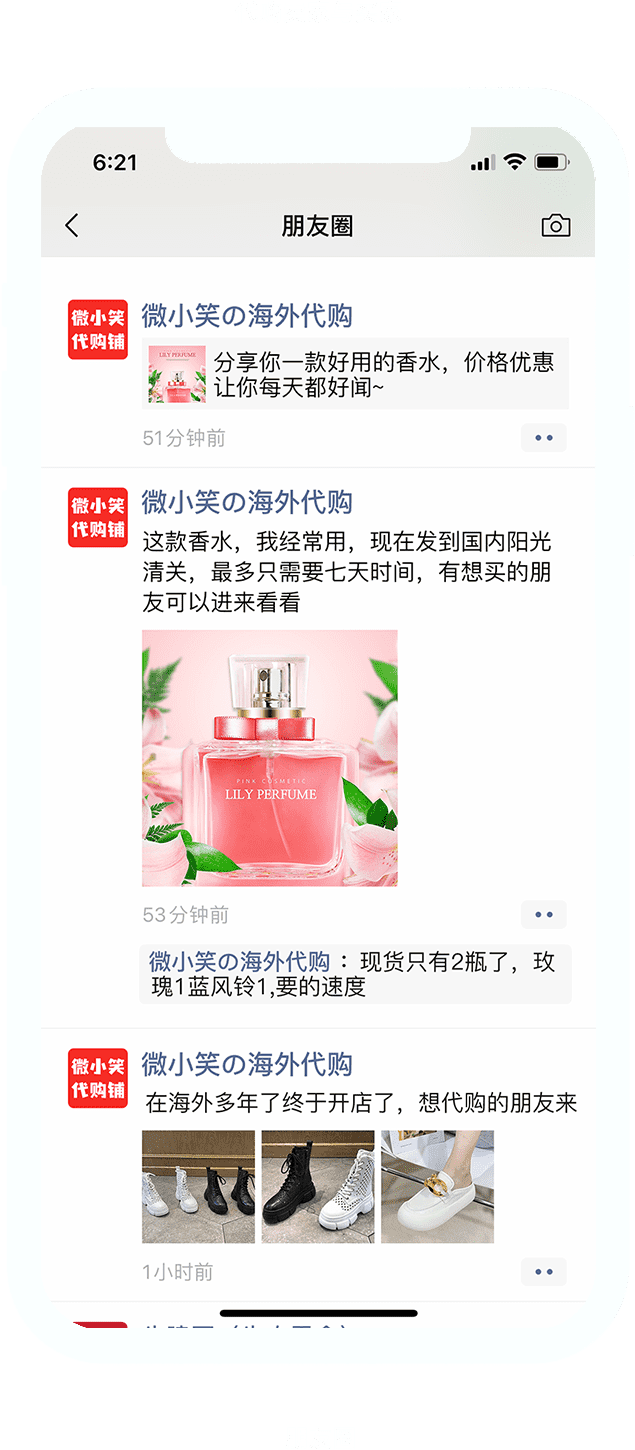 6:21
朋友圈
微小笑
代购铺
微小笑の海外代购
LILY PERFUME
分享你一款好用的香水，价格优惠
让你每天都好闻~
51分钟前
微小笑
代购铺
微小笑の海外代购
这款香水，我经常用，现在发到国内阳光
清关，最多只需要七天时间，有想买的朋
友可以进来看看
PINK COSMETIC
LILY PERFUME
53分钟前
微小笑の海外代购 ：现货只有2瓶了，玫
瑰1蓝风铃1,要的速度
微小笑
代购铺
微小笑の海外代购
在海外多年了终于开店了，想代购的朋友来
1小时前